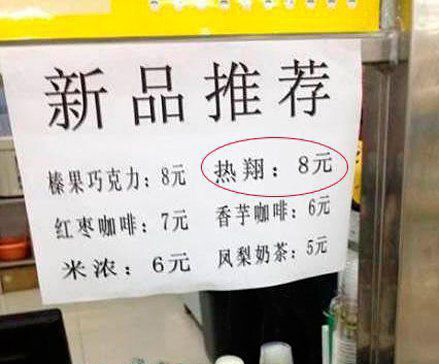 新品推荐
榛果巧克力：8元 热翔：8元
红枣咖啡：7元 香芋咖啡：6元
米浓：6元 凤梨奶茶：5元